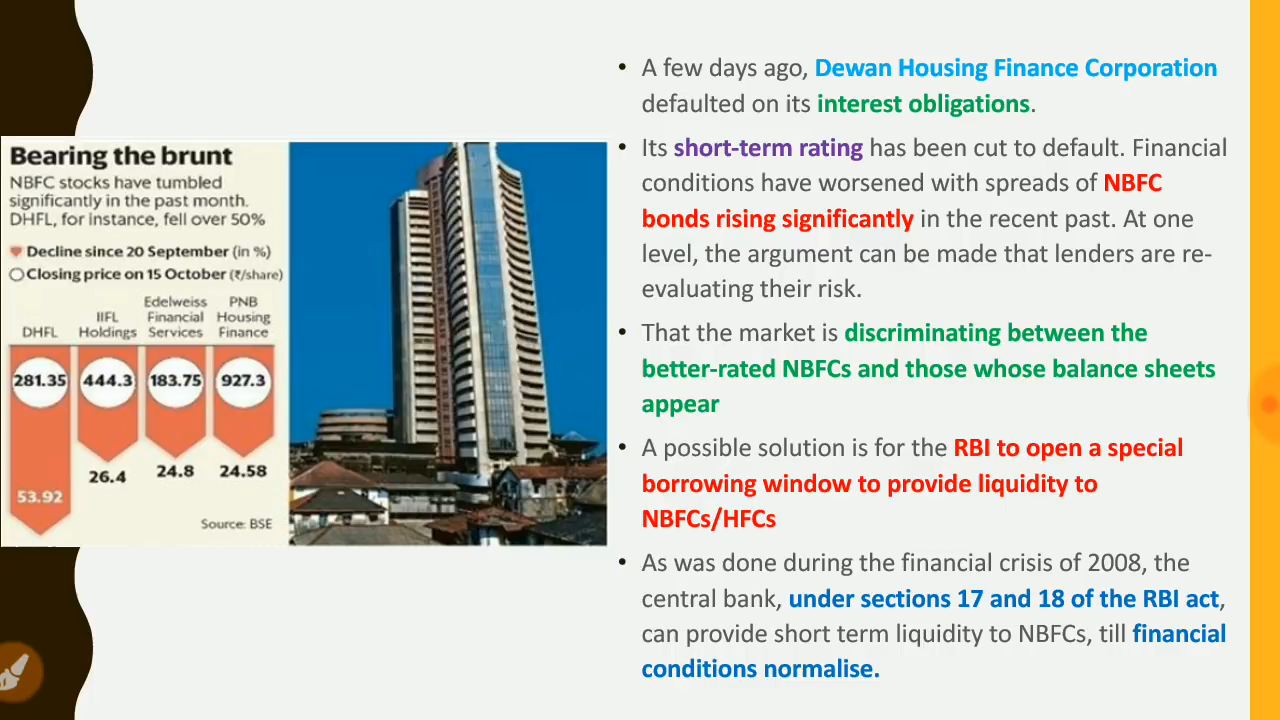 Bearing the brunt
NBFC stocks have tumbled
significantly in the past month.
DHFL, for instance, fell over 50%
Decline since 20 September (in %)
Closing price on 15 October (₹/share)
DHFL
IIFL
Holdings
Edelweiss
Financial
Services
PNB
Housing
Finance
281.35 444.3 183.75 927.3
53.92
26.4
24.8
24.58
Source: BSE
• A few days ago, Dewan Housing Finance Corporation
defaulted on its interest obligations.
• Its short-term rating has been cut to default. Financial
conditions have worsened with spreads of NBFC
bonds rising significantly in the recent past. At one
level, the argument can be made that lenders are re-
evaluating their risk.
• That the market is discriminating between the
better-rated NBFCs and those whose balance sheets
appear
• A possible solution is for the RBI to open a special
borrowing window to provide liquidity to
NBFCs/HFCs
• As was done during the financial crisis of 2008, the
central bank, under sections 17 and 18 of the RBI act,
can provide short term liquidity to NBFCs, till financial
conditions normalise.